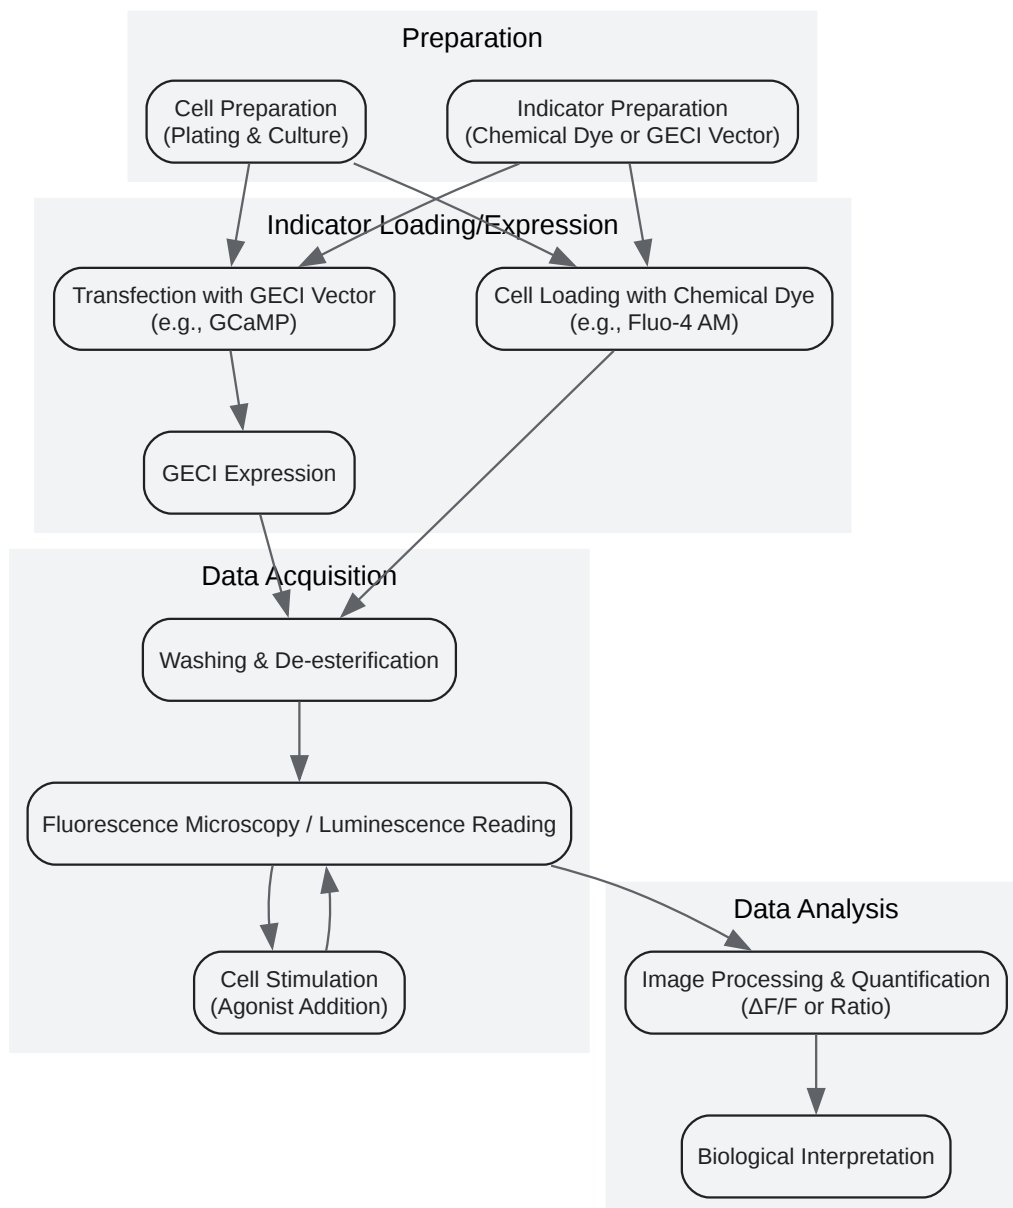 Preparation
Cell Preparation
(Plating & Culture)
Indicator Preparation
(Chemical Dye or GECI Vector)
Indicator Loading/Expression
Transfection with GECI Vector
(e.g., GCaMP)
Cell Loading with Chemical Dye
(e.g., Fluo-4 AM)
GECI Expression
Data Acquisition
Washing & De-esterification
Fluorescence Microscopy / Luminescence Reading
Cell Stimulation
(Agonist Addition)
Data Analysis
Image Processing & Quantification
(ΔF/F or Ratio)
Biological Interpretation